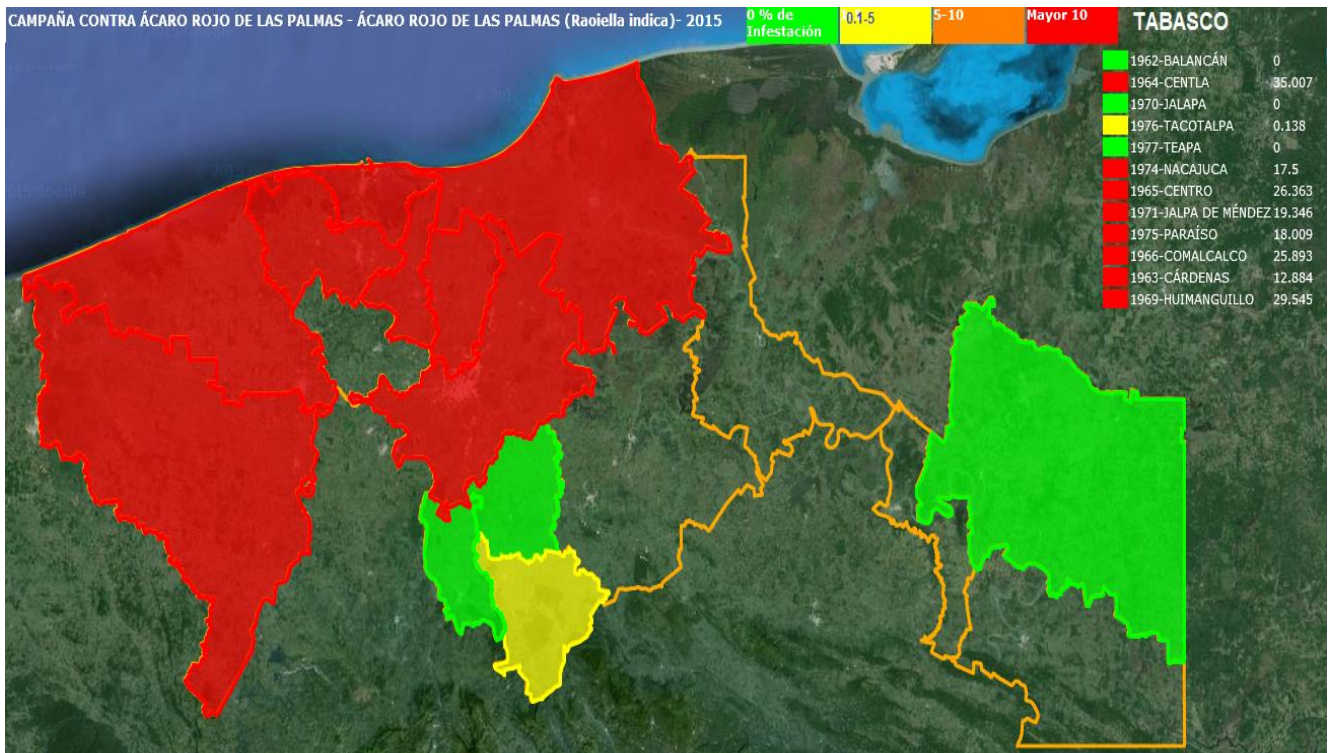 CAMPAÑA CONTRA ÁCARO ROJO DE LAS PALMAS - ÁCARO ROJO DE LAS PALMAS (Raoiella indica)- 2015
0 % de
Infestación
0.1-5
5-10
Mayor 10
TABASCO
1962-BALANCÁN 0
1964-CENTLA 35.007
1970-JALAPA 0
1976-TACOTALPA 0.138
1977-TEAPA 0
1974-NACAJUCA 17.5
1965-CENTRO 26.363
1971-JALPA DE MÉNDEZ 19.346
1975-PARAÍSO 18.009
1966-COMALCALCO 25.893
1963-CÁRDENAS 12.884
1969-HUIMANGUILLO 29.545